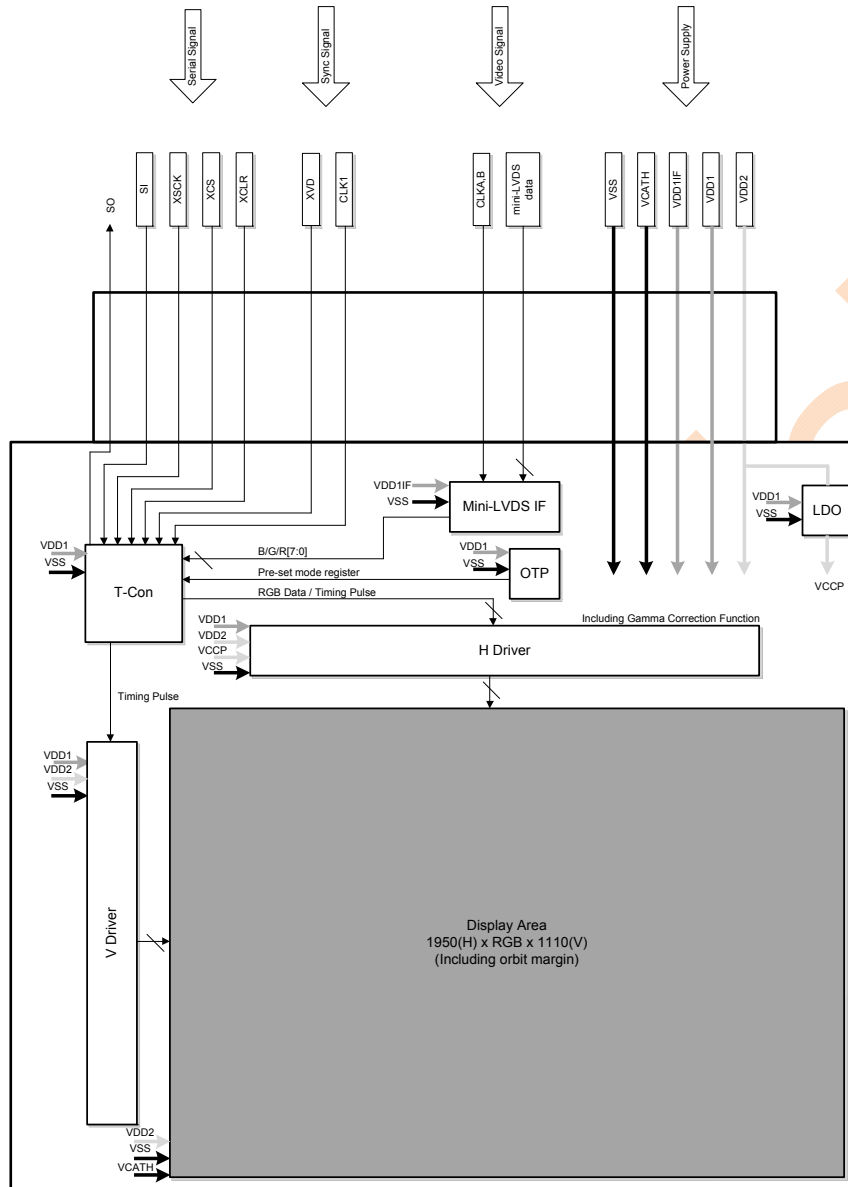 Serial Signal
Sync Signal
Video Signal
Power Supply
SO
SI
XSCK
XCS
XCLR
XVD
CLK1
CLKA,B
mini-LVDS
data
VSS
VCATH
VDD1IF
VDD1
VDD2
VDD1IF
VSS
Mini-LVDS IF
VDD1
VSS
LDO
VCCP
VDD1
VSS
T-Con
B/G/R[7:0]
VDD1
VSS
OTP
Pre-set mode register
RGB Data / Timing Pulse
Including Gamma Correction Function
VDD1
VDD2
VCCP
VSS
H Driver
Timing Pulse
VDD1
VDD2
VSS
V Driver
Display Area
1950(H) x RGB x 1110(V)
(Including orbit margin)
VDD2
VSS
VCATH